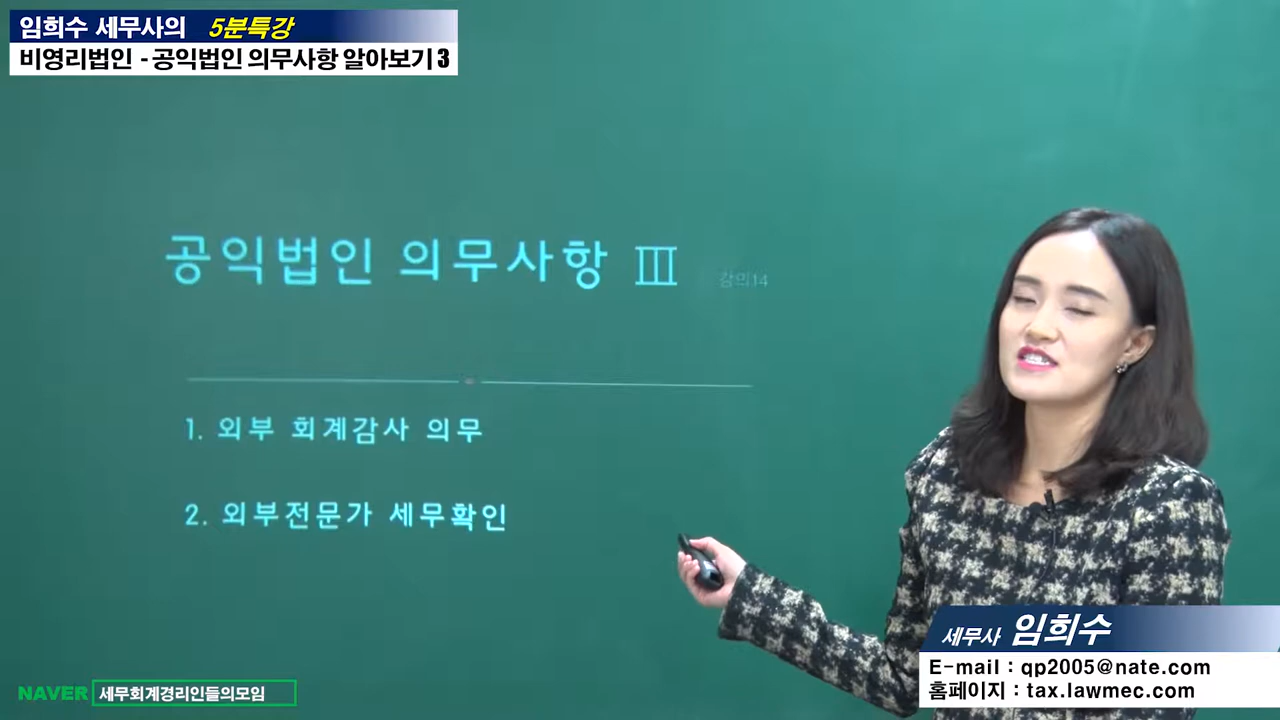 임희수 세무사의 5분특강
비영리법인 - 공익법인 의무사항 알아보기 3
공익법인 의무사항 Ⅲ 강의14
1. 외부 회계감사 의무
2. 외부전문가 세무확인
세무사 임희수
E-mail : qp2005@nate.com
홈페이지 : tax.lawmec.com
NAVER 세무회계경리인들의모임